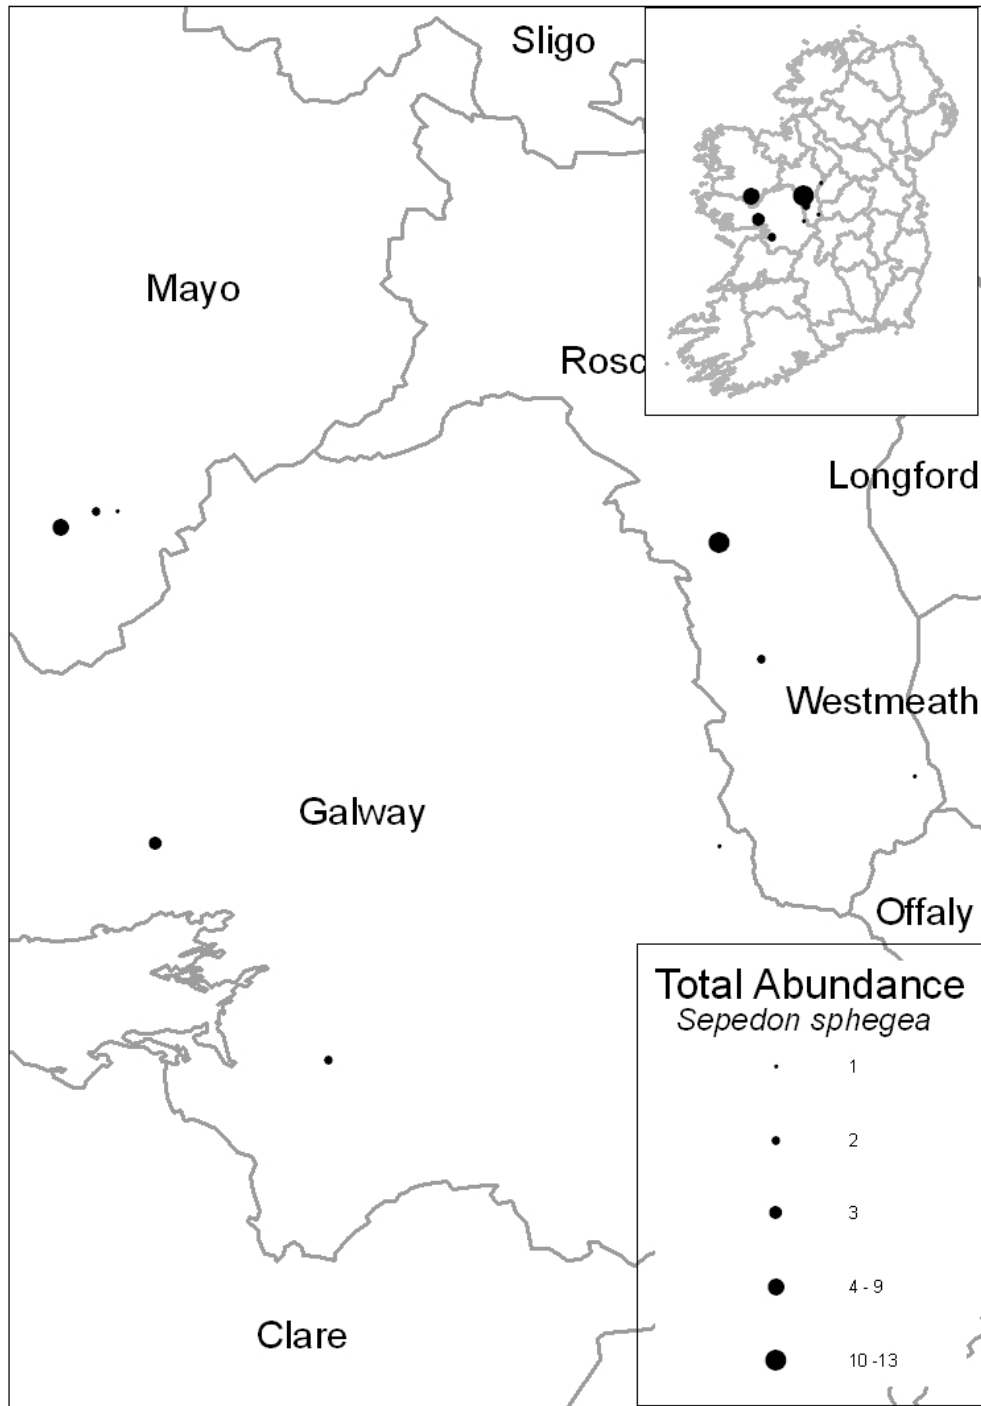 Sligo
Mayo
Rosc
Longford
Westmeath
Galway
Offaly
Total Abundance
Sepedon sphegea
1
2
3
4 - 9
10 -13
Clare